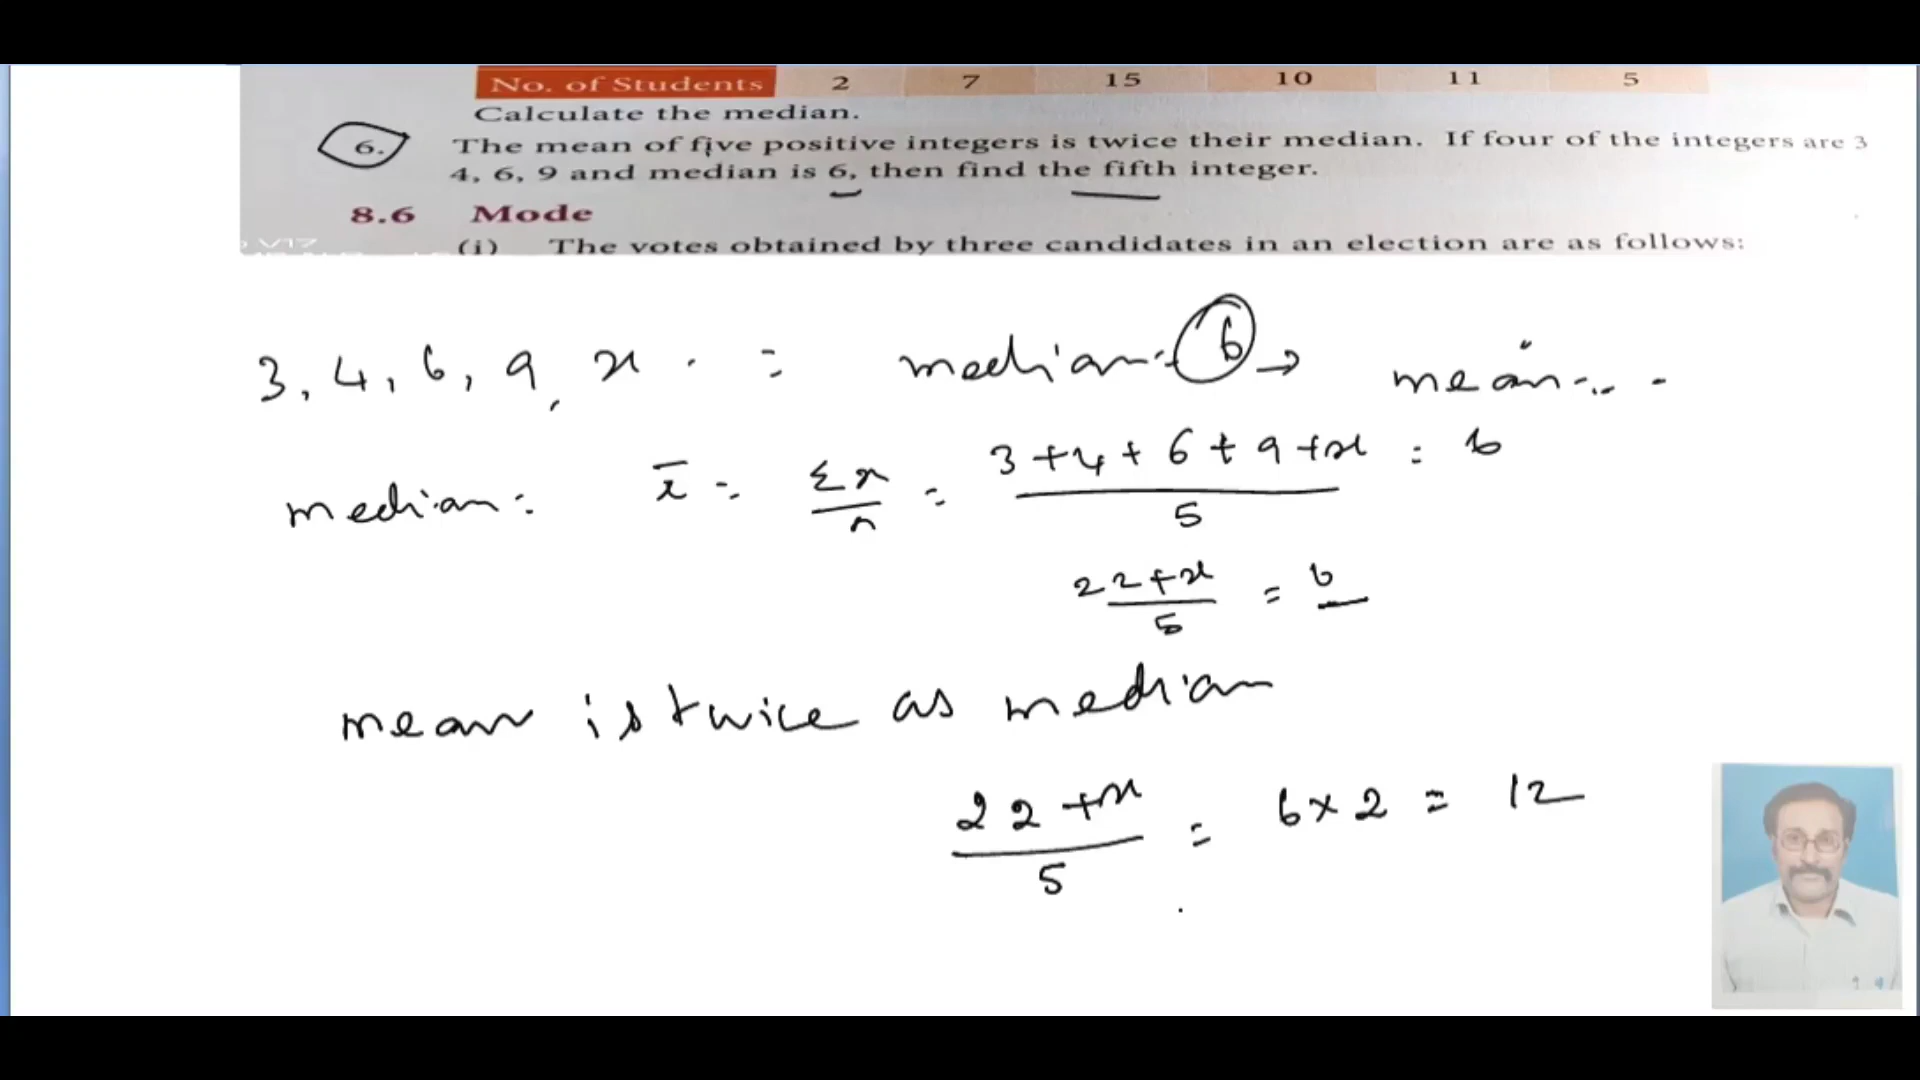 No. of Students 2 7 15 10 11 5
Calculate the median.
6. The mean of five positive integers is twice their median. If four of the integers are 3
4, 6, 9 and median is 6, then find the fifth integer.
8.6 Mode
(i) The votes obtained by three candidates in an election are as follows:
3, 4, 6, 9, x . = median = 6 → mean
median = x̄ = Σx/n = 3+4+6+9+x/5 = 6
22+x/5 = 6
mean is twice as median
22+x/5 = 6×2 = 12